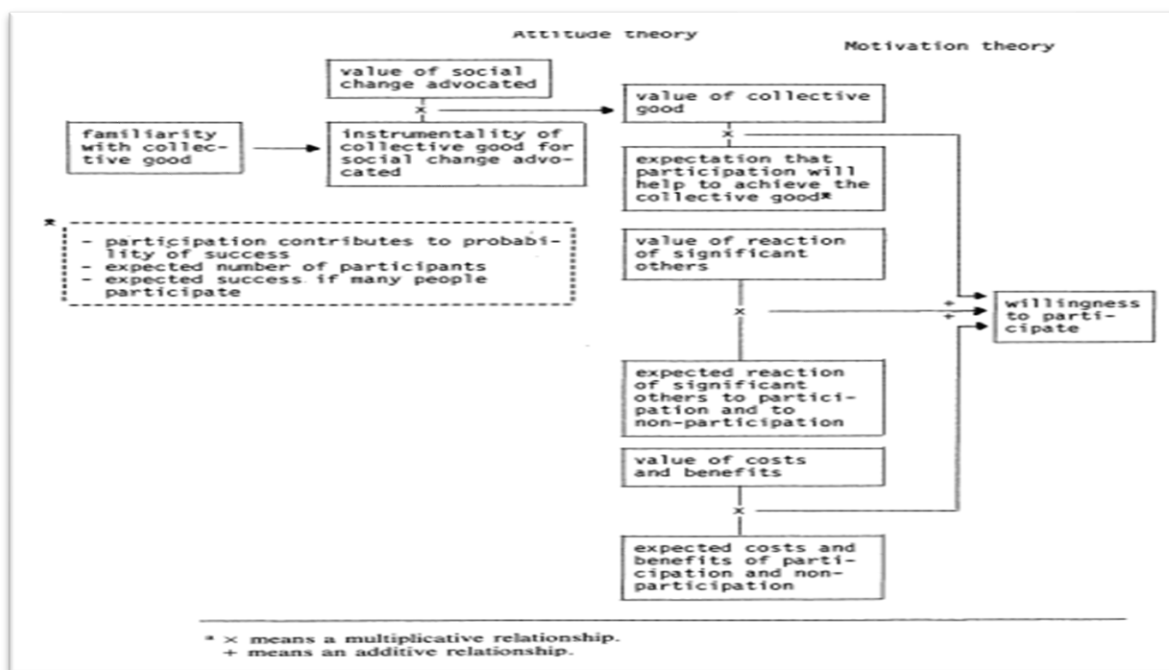 Attitude theory
Motivation theory
value of social
change advocated
×
value of collective
good
familiarity
with collec-
tive good
instrumentality of
collective good for
social change advo-
cated
×
expectation that
participation will
help to achieve the
collective good*
*
- participation contributes to probabi-
lity of success
- expected number of participants
- expected success if many people
participate
value of reaction
of significant
others
×
+
+
willingness
to parti-
cipate
expected reaction
of significant
others to partici-
pation and to
non-participation
value of costs
and benefits
×
expected costs and
benefits of parti-
cipation and non-
participation
* × means a multiplicative relationship.
+ means an additive relationship.